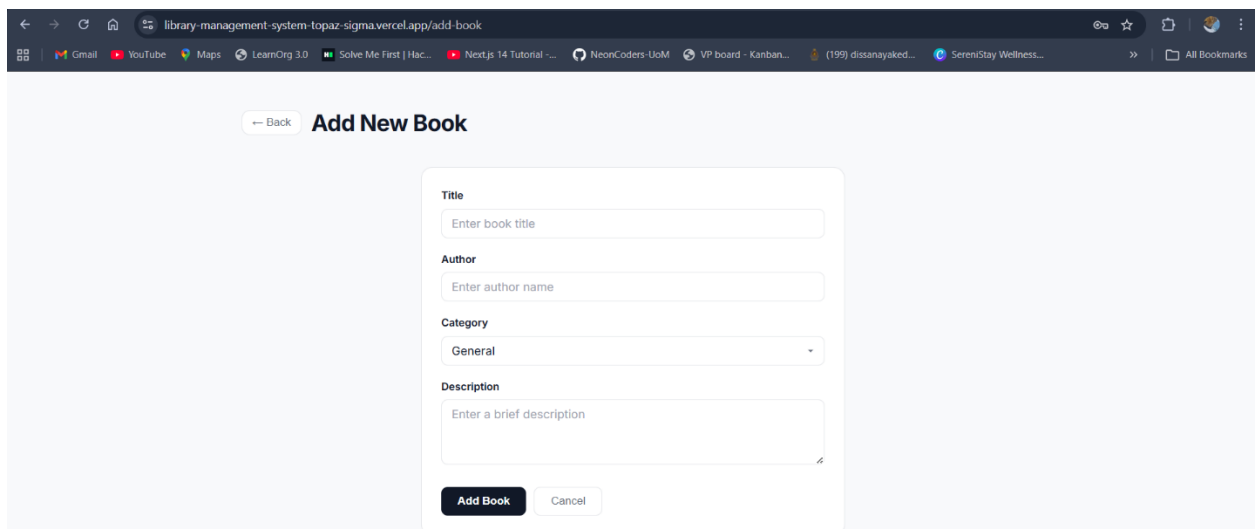 library-management-system-topaz-sigma.vercel.app/add-book
Gmail YouTube Maps LearnOrg 3.0 Solve Me First | Hac... Next.js 14 Tutorial -... NeonCoders-UoM VP board - Kanban... (199) dissanayaked... SereniStay Wellness... » All Bookmarks
← Back Add New Book
Title
Enter book title
Author
Enter author name
Category
General
Description
Enter a brief description
Add Book Cancel